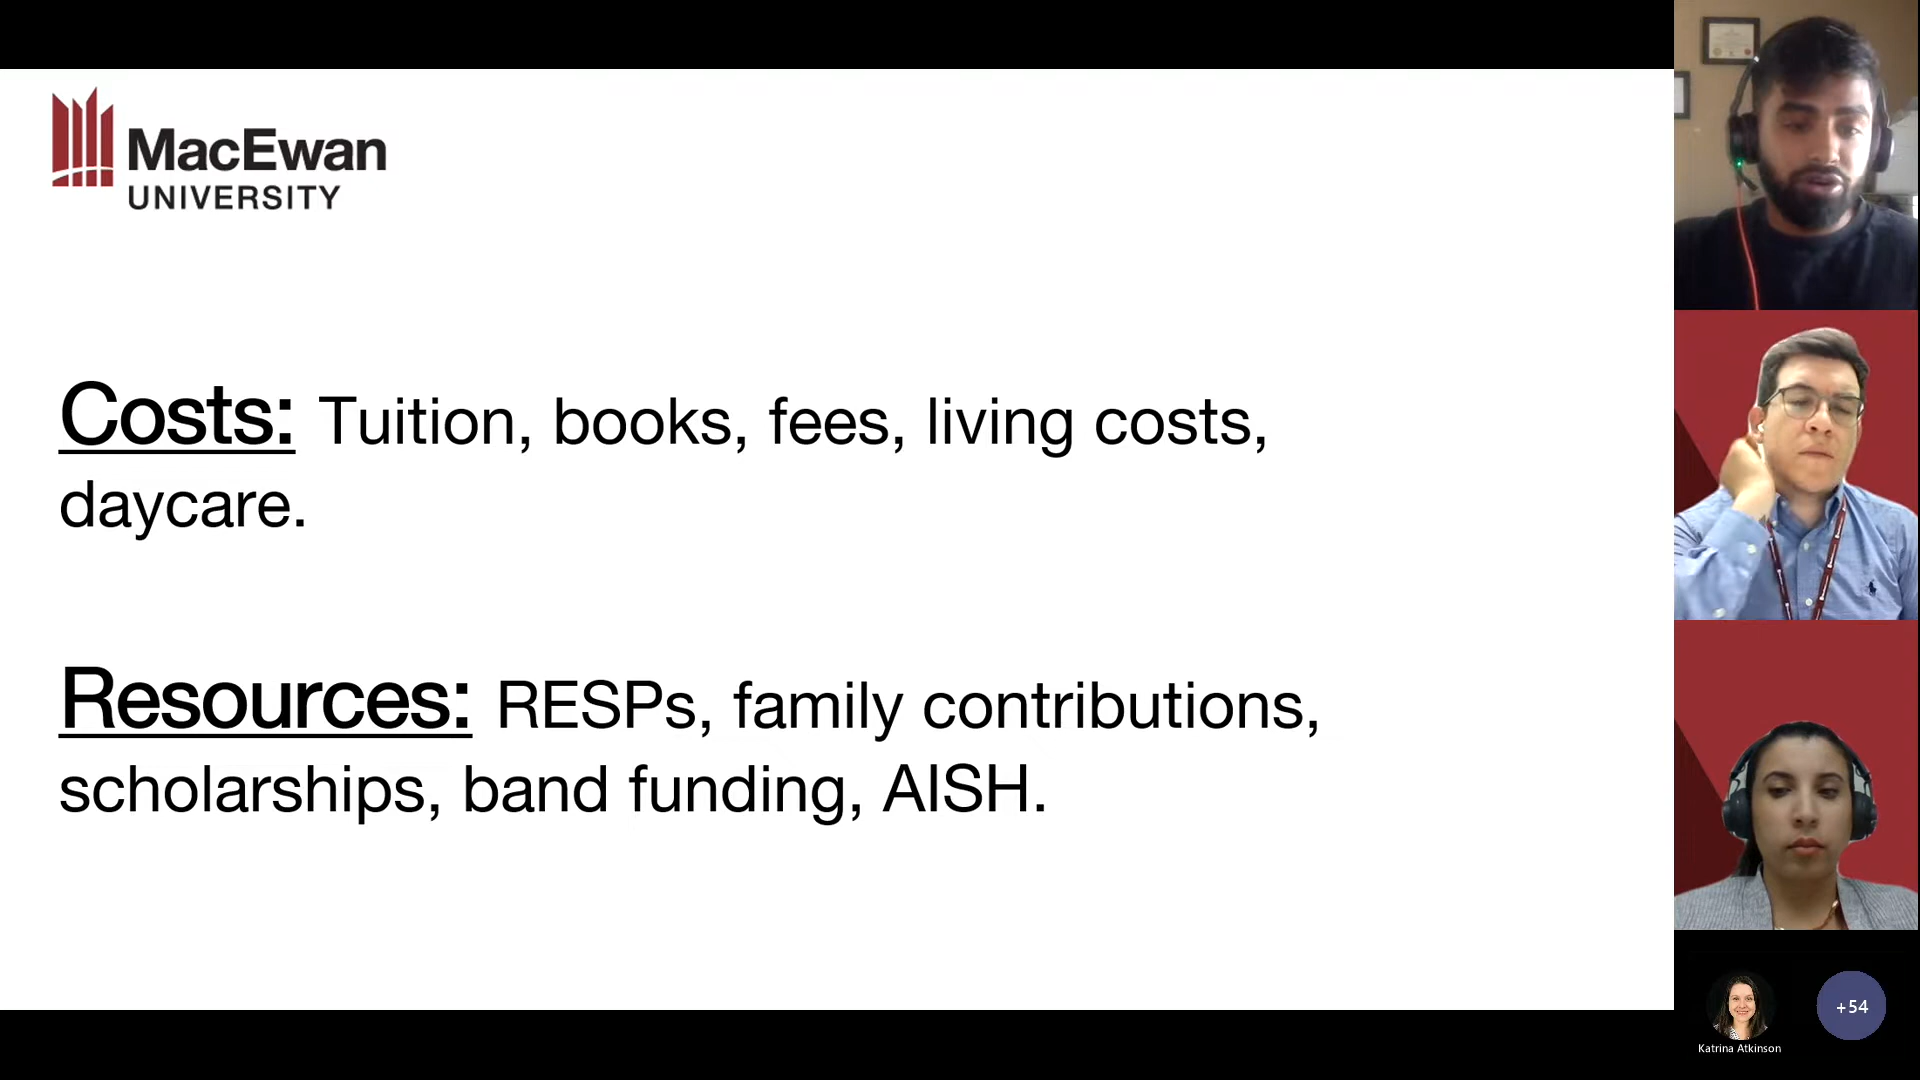 MacEwan
UNIVERSITY
Costs: Tuition, books, fees, living costs,
daycare.
Resources: RESPs, family contributions,
scholarships, band funding, AISH.
+54
Katrina Atkinson